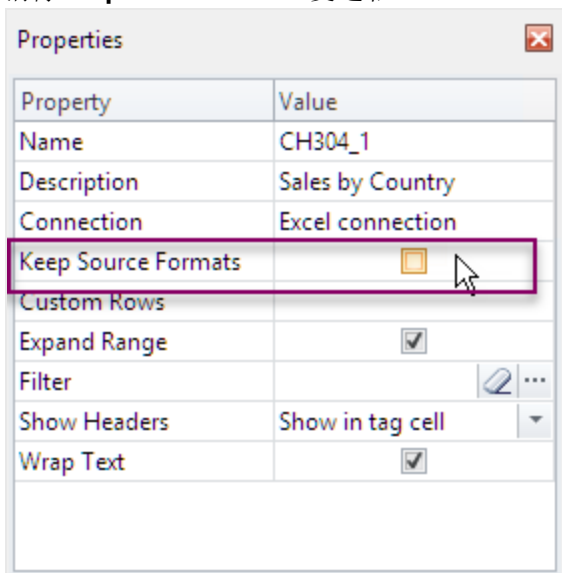 Properties
Property Value
Name CH304_1
Description Sales by Country
Connection Excel connection
Keep Source Formats
Custom Rows
Expand Range
Filter
Show Headers Show in tag cell
Wrap Text